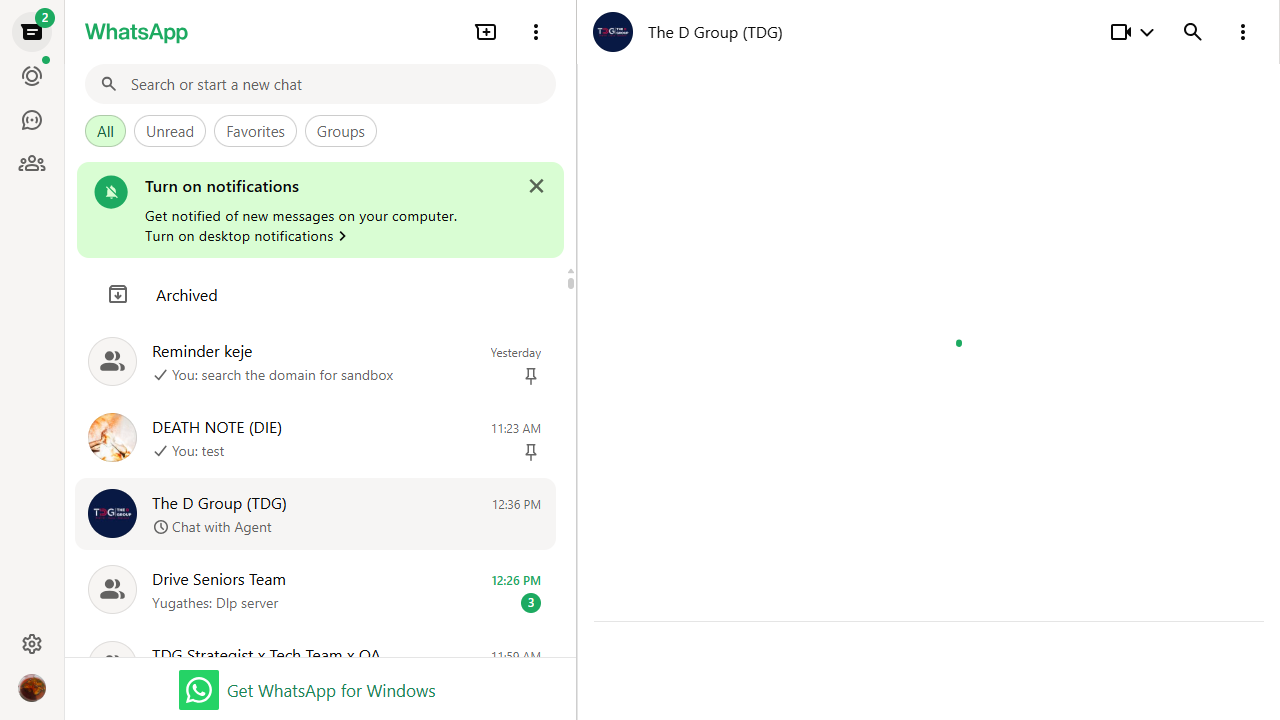 2
WhatsApp
The D Group (TDG)
Search or start a new chat
All
Unread
Favorites
Groups
Turn on notifications
Get notified of new messages on your computer.
Turn on desktop notifications
Archived
Reminder keje
Yesterday
You: search the domain for sandbox
DEATH NOTE (DIE)
11:23 AM
You: test
The D Group (TDG)
12:36 PM
Chat with Agent
Drive Seniors Team
12:26 PM
Yugathes: Dlp server
3
TDG Strategist x Tech Team x QA
11:59 AM
Get WhatsApp for Windows